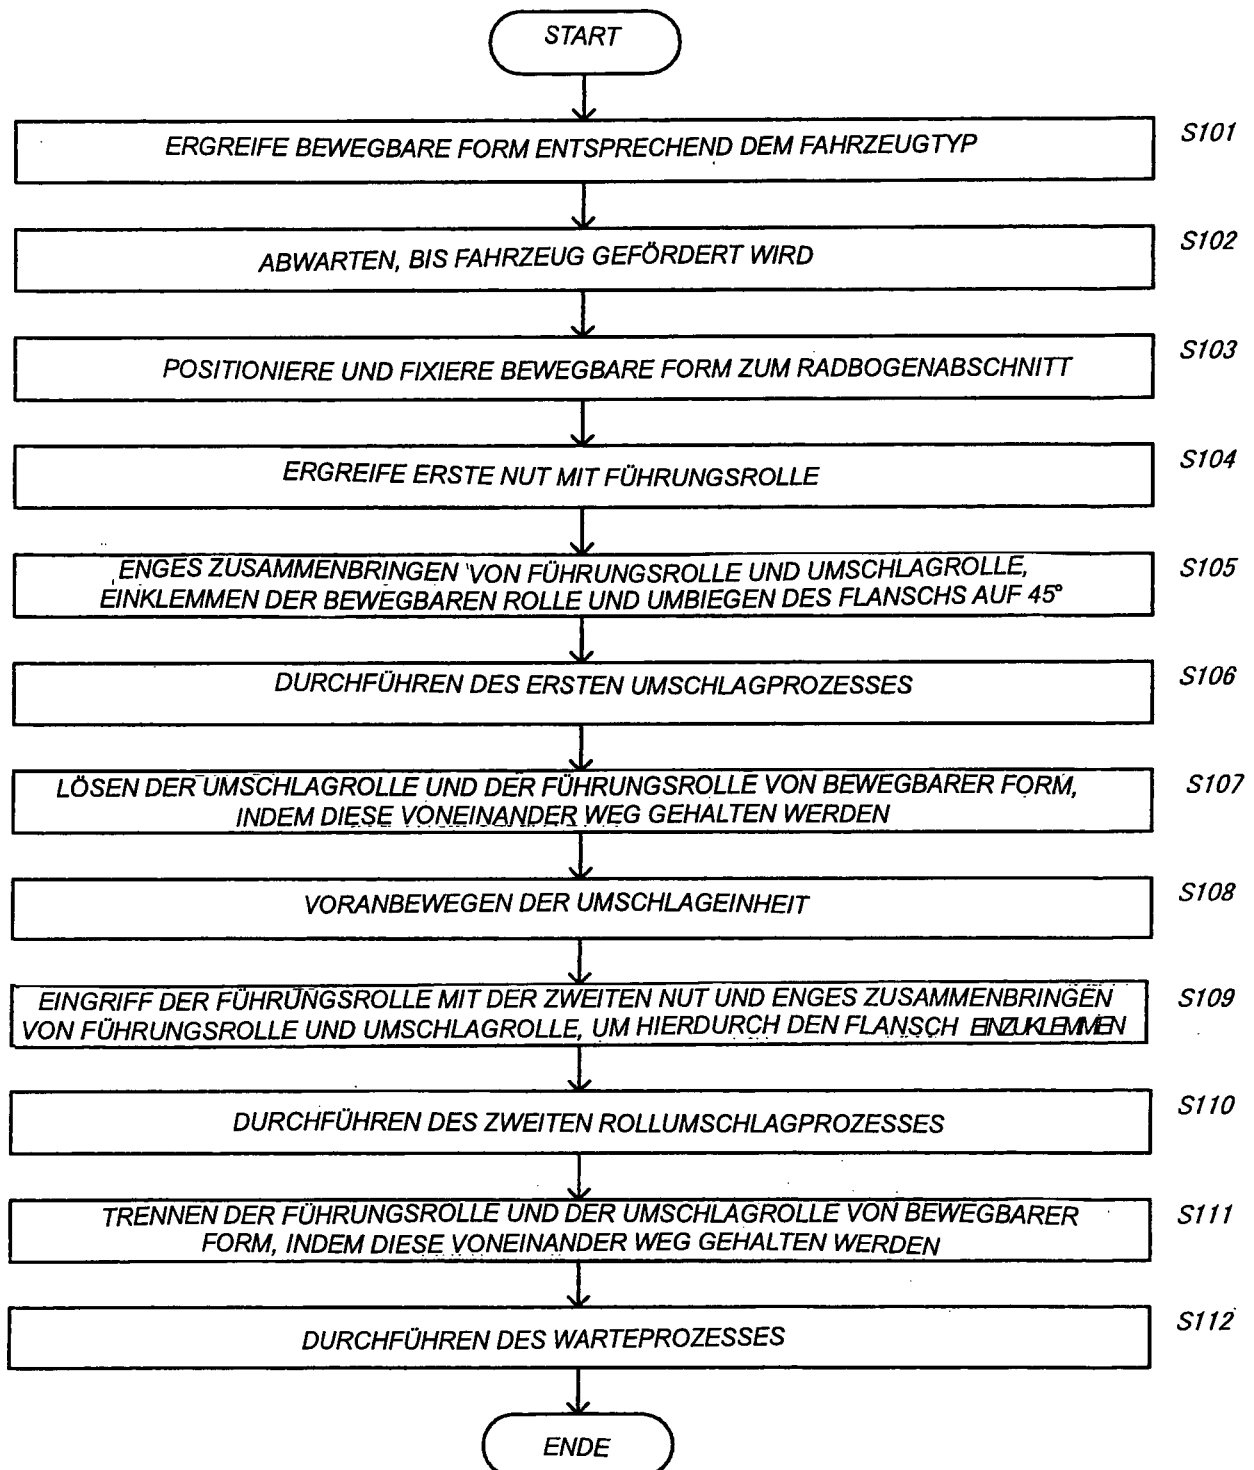 START
ERGREIFE BEWEGBARE FORM ENTSPRECHEND DEM FAHRZEUGTYP
S101
ABWARTEN, BIS FAHRZEUG GEFÖRDERT WIRD
S102
POSITIONIERE UND FIXIERE BEWEGBARE FORM ZUM RADBOGENABSCHNITT
S103
ERGREIFE ERSTE NUT MIT FÜHRUNGSROLLE
S104
ENGES ZUSAMMENBRINGEN VON FÜHRUNGSROLLE UND UMSCHLAGROLLE,
EINKLEMMEN DER BEWEGBAREN ROLLE UND UMBIEGEN DES FLANSCHS AUF 45°
S105
DURCHFÜHREN DES ERSTEN UMSCHLAGPROZESSES
S106
LÖSEN DER UMSCHLAGROLLE UND DER FÜHRUNGSROLLE VON BEWEGBARER FORM,
INDEM DIESE VONEINANDER WEG GEHALTEN WERDEN
S107
VORANBEWEGEN DER UMSCHLAGEINHEIT
S108
EINGRIFF DER FÜHRUNGSROLLE MIT DER ZWEITEN NUT UND ENGES ZUSAMMENBRINGEN
VON FÜHRUNGSROLLE UND UMSCHLAGROLLE, UM HIERDURCH DEN FLANSCH EINZUKLEMMEN
S109
DURCHFÜHREN DES ZWEITEN ROLLUMSCHLAGPROZESSES
S110
TRENNEN DER FÜHRUNGSROLLE UND DER UMSCHLAGROLLE VON BEWEGBARER
FORM, INDEM DIESE VONEINANDER WEG GEHALTEN WERDEN
S111
DURCHFÜHREN DES WARTEPROZESSES
S112
ENDE